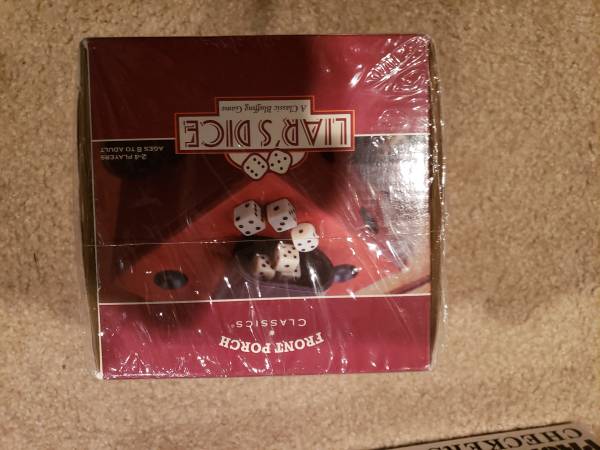 FRONT PORCH
CLASSICS
LIAR'S DICE
A Classic Bluffing Game
2-4 PLAYERS
AGES 8 TO ADULT
CHECKERS